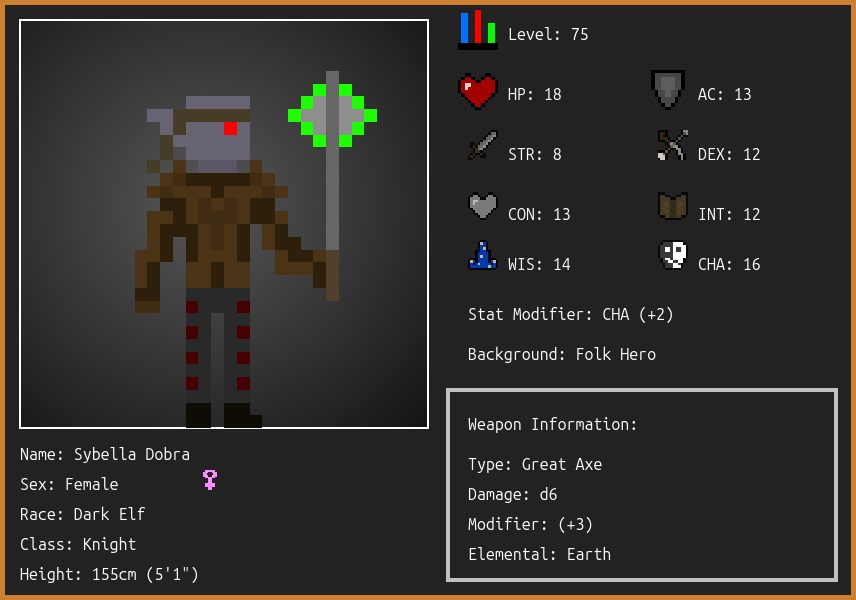 Level: 75
HP: 18
AC: 13
STR: 8
DEX: 12
CON: 13
INT: 12
WIS: 14
CHA: 16
Stat Modifier: CHA (+2)
Background: Folk Hero
Weapon Information:
Type: Great Axe
Damage: d6
Modifier: (+3)
Elemental: Earth
Name: Sybella Dobra
Sex: Female
Race: Dark Elf
Class: Knight
Height: 155cm (5'1")